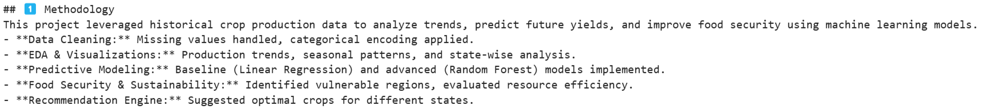 ## 1️⃣ Methodology
This project leveraged historical crop production data to analyze trends, predict future yields, and improve food security using machine learning models.
- **Data Cleaning:** Missing values handled, categorical encoding applied.
- **EDA & Visualizations:** Production trends, seasonal patterns, and state-wise analysis.
- **Predictive Modeling:** Baseline (Linear Regression) and advanced (Random Forest) models implemented.
- **Food Security & Sustainability:** Identified vulnerable regions, evaluated resource efficiency.
- **Recommendation Engine:** Suggested optimal crops for different states.